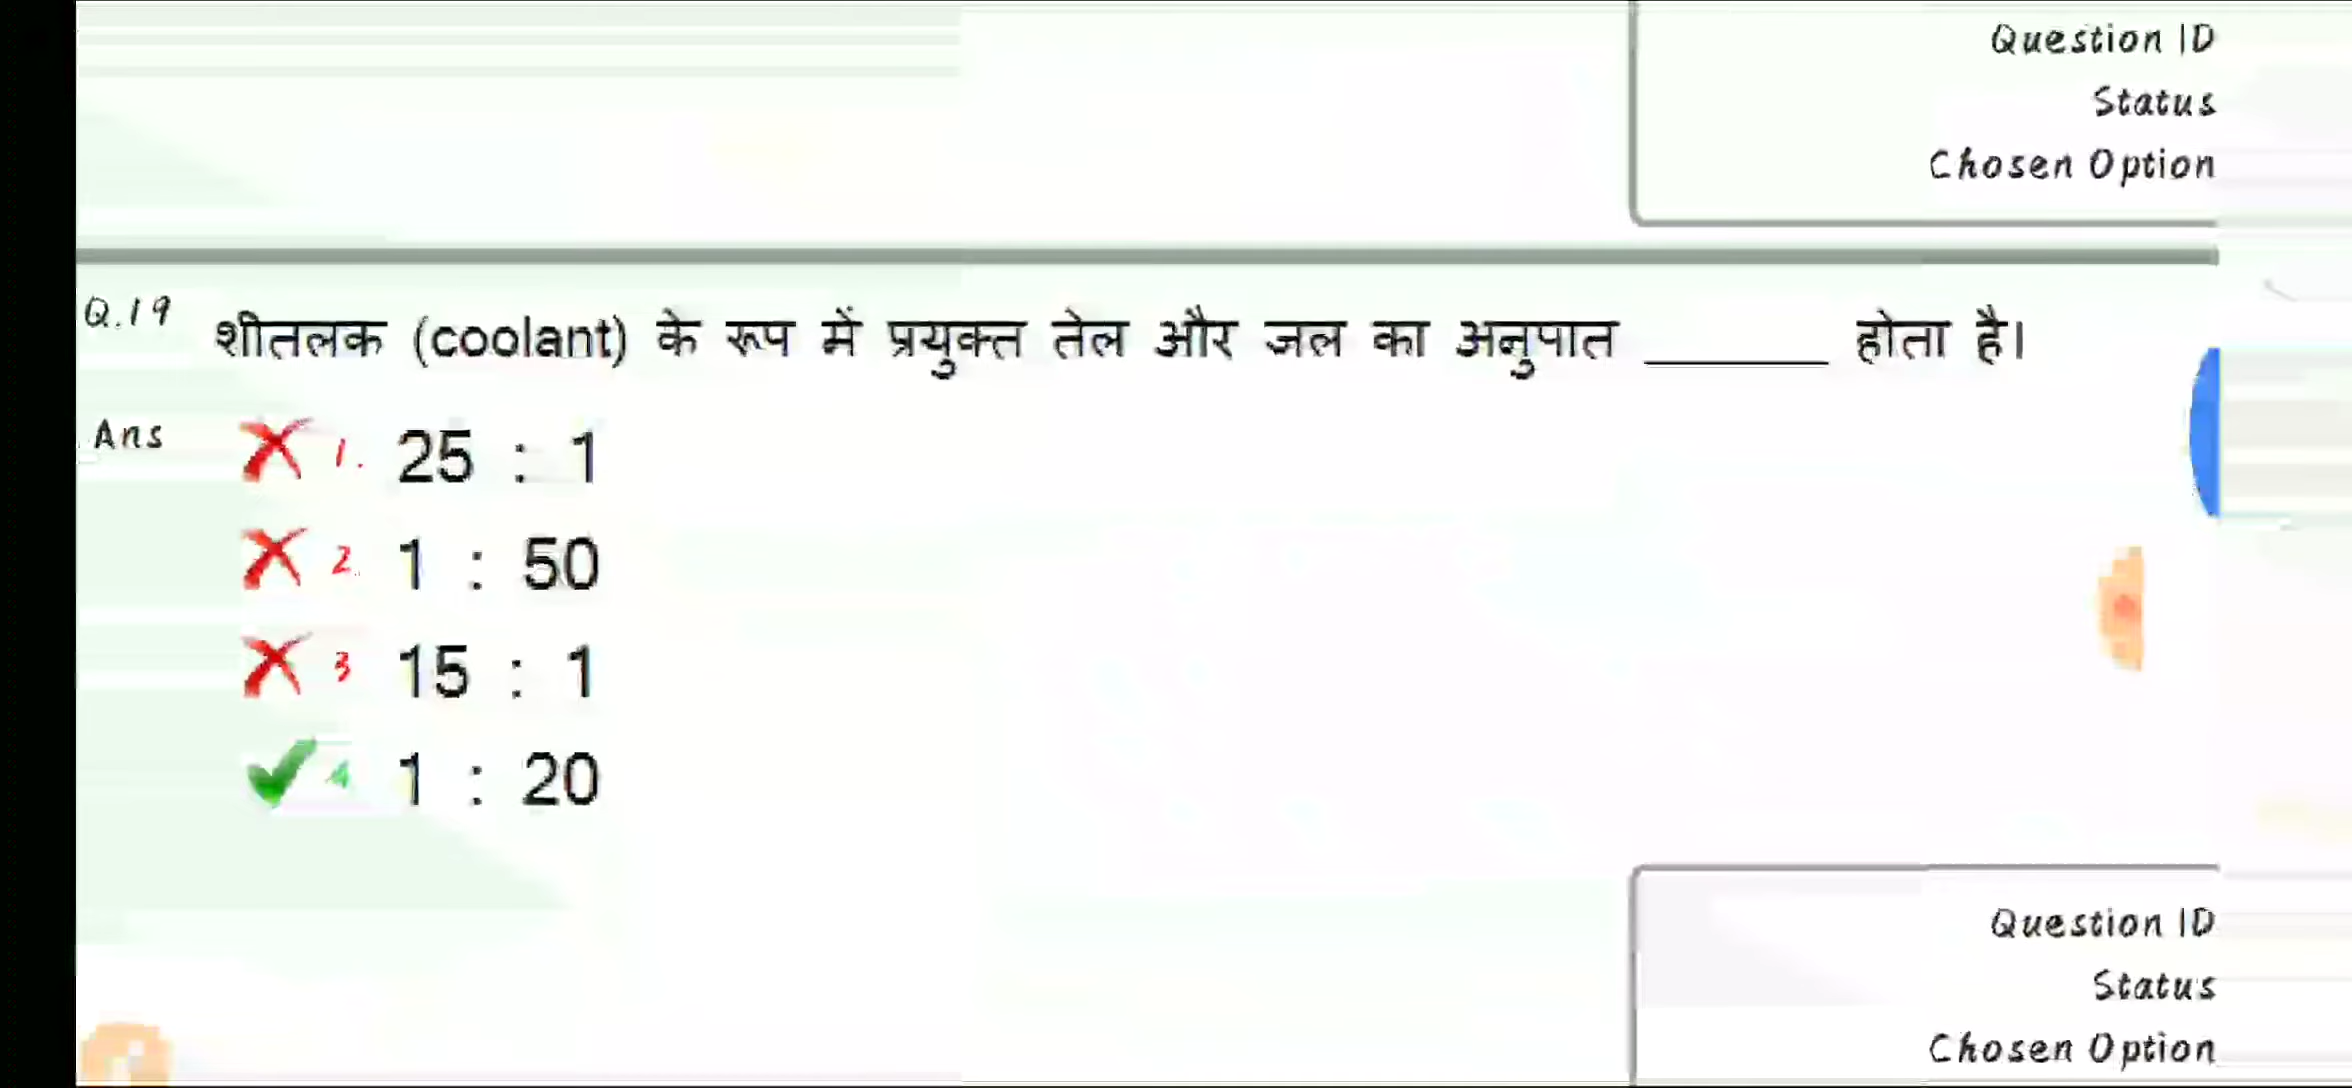 Question ID
Status
Chosen Option
Q.19 शीतलक (coolant) के रूप में प्रयुक्त तेल और जल का अनुपात ______ होता है।
Ans 1. 25 : 1
2. 1 : 50
3 15 : 1
4 1 : 20
Question ID
Status
Chosen Option